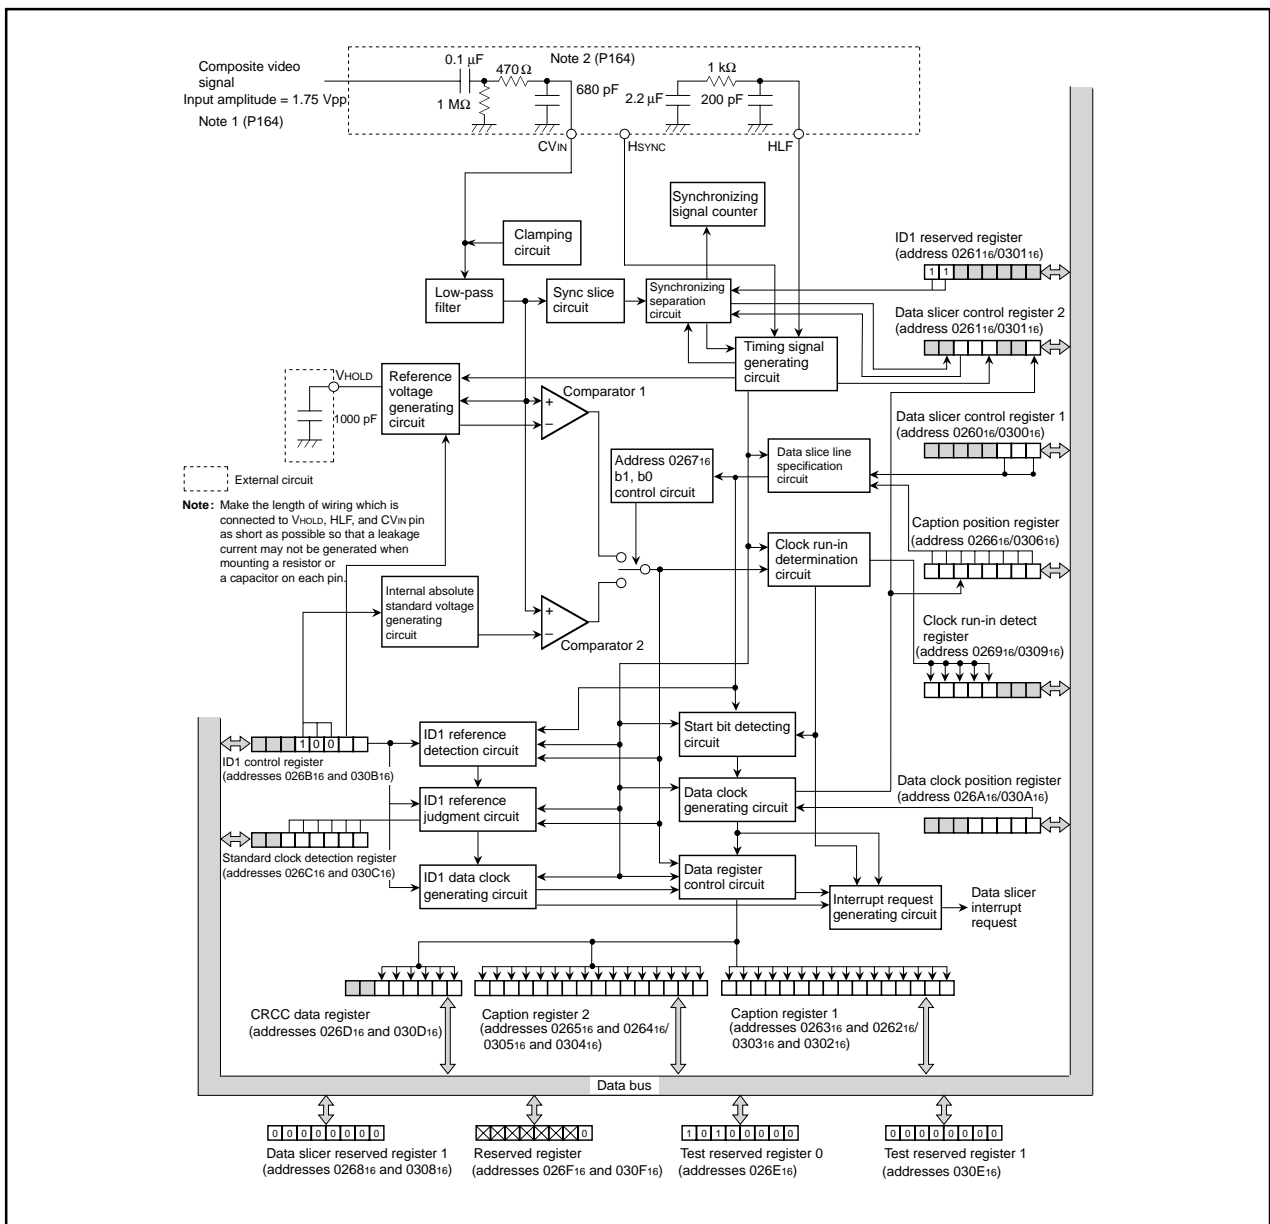 Composite video
signal
Input amplitude = 1.75 Vpp
Note 1 (P164)
0.1 μF
470 Ω
1 MΩ
680 pF
Note 2 (P164)
2.2 μF
1 kΩ
200 pF
CVIN
HSYNC
HLF
Synchronizing
signal counter
Clamping
circuit
Low-pass
filter
Sync slice
circuit
Synchronizing
separation
circuit
Timing signal
generating
circuit
ID1 reserved register
(address 026116/030116)
1 1
Data slicer control register 2
(address 026116/030116)
VHOLD
1000 pF
Reference
voltage
generating
circuit
Comparator 1
+
−
Data slicer control register 1
(address 026016/030016)
External circuit
Note: Make the length of wiring which is
connected to VHOLD, HLF, and CVIN pin
as short as possible so that a leakage
current may not be generated when
mounting a resistor or
a capacitor on each pin.
Address 026716
b1, b0
control circuit
Data slice line
specification
circuit
Caption position register
(address 026616/030616)
Clock run-in
determination
circuit
Internal absolute
standard voltage
generating
circuit
+
−
Comparator 2
Clock run-in detect
register
(address 026916/030916)
1 0 0
ID1 control register
(addresses 026B16 and 030B16)
ID1 reference
detection circuit
Start bit detecting
circuit
ID1 reference
judgment circuit
Data clock
generating circuit
Data clock position register
(address 026A16/030A16)
Standard clock detection register
(addresses 026C16 and 030C16)
ID1 data clock
generating circuit
Data register
control circuit
Interrupt request
generating circuit
Data slicer
interrupt
request
CRCC data register
(addresses 026D16 and 030D16)
Caption register 2
(addresses 026516 and 026416/
030516 and 030416)
Caption register 1
(addresses 026316 and 026216/
030316 and 030216)
Data bus
0 0 0 0 0 0 0 0
Data slicer reserved register 1
(addresses 026816 and 030816)
0
Reserved register
(addresses 026F16 and 030F16)
1 0 1 0 0 0 0 0
Test reserved register 0
(addresses 026E16)
0 0 0 0 0 0 0 0
Test reserved register 1
(addresses 030E16)